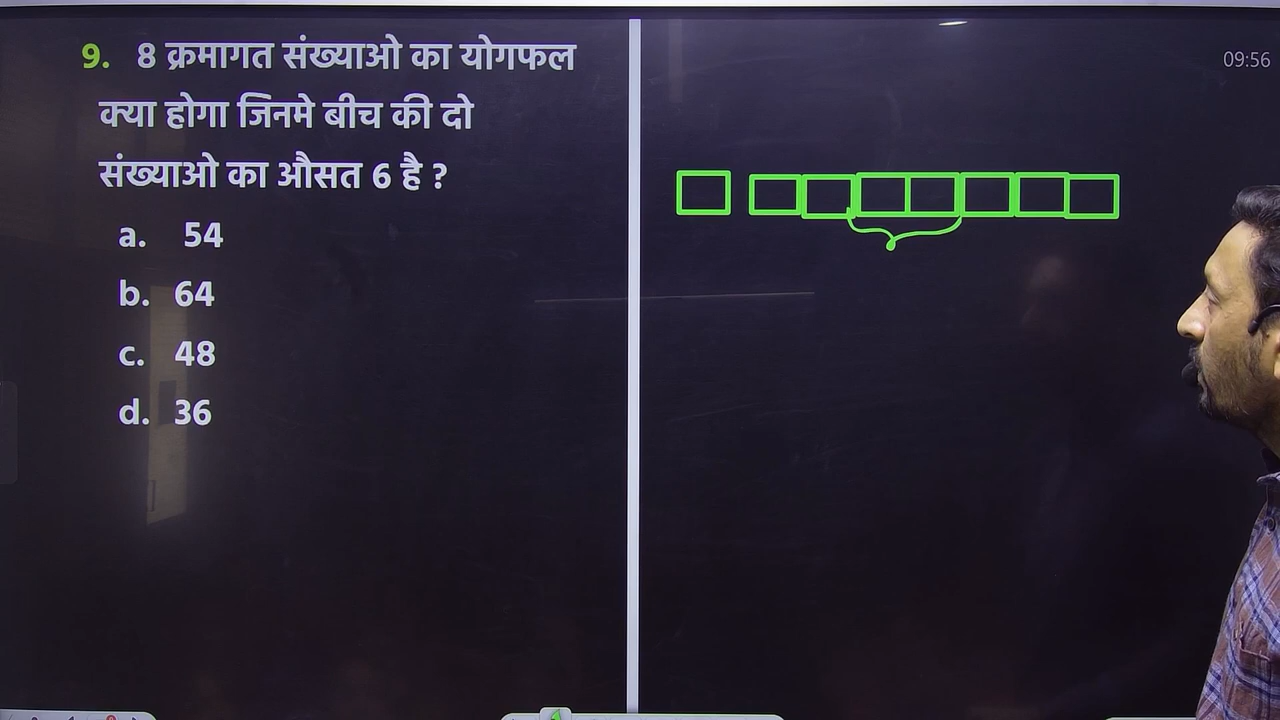 9. 8 क्रमागत संख्याओ का योगफल
क्या होगा जिनमे बीच की दो
संख्याओ का औसत 6 है ?
a. 54
b. 64
c. 48
d. 36
09:56